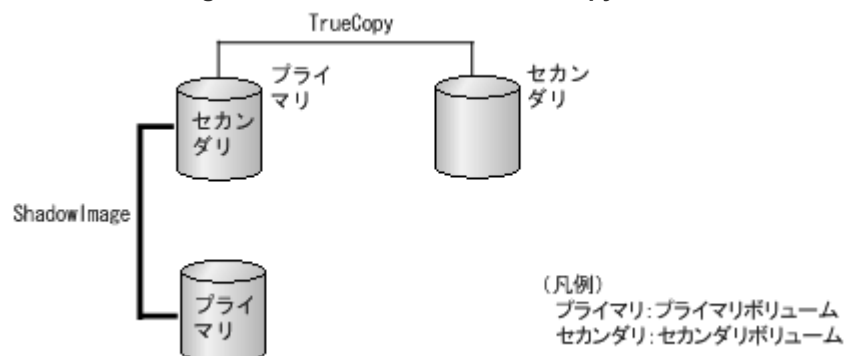 TrueCopy
プライ
マリ
セカン
ダリ
セカン
ダリ
ShadowImage
プライ
マリ
(凡例)
プライマリ:プライマリボリューム
セカンダリ:セカンダリボリューム